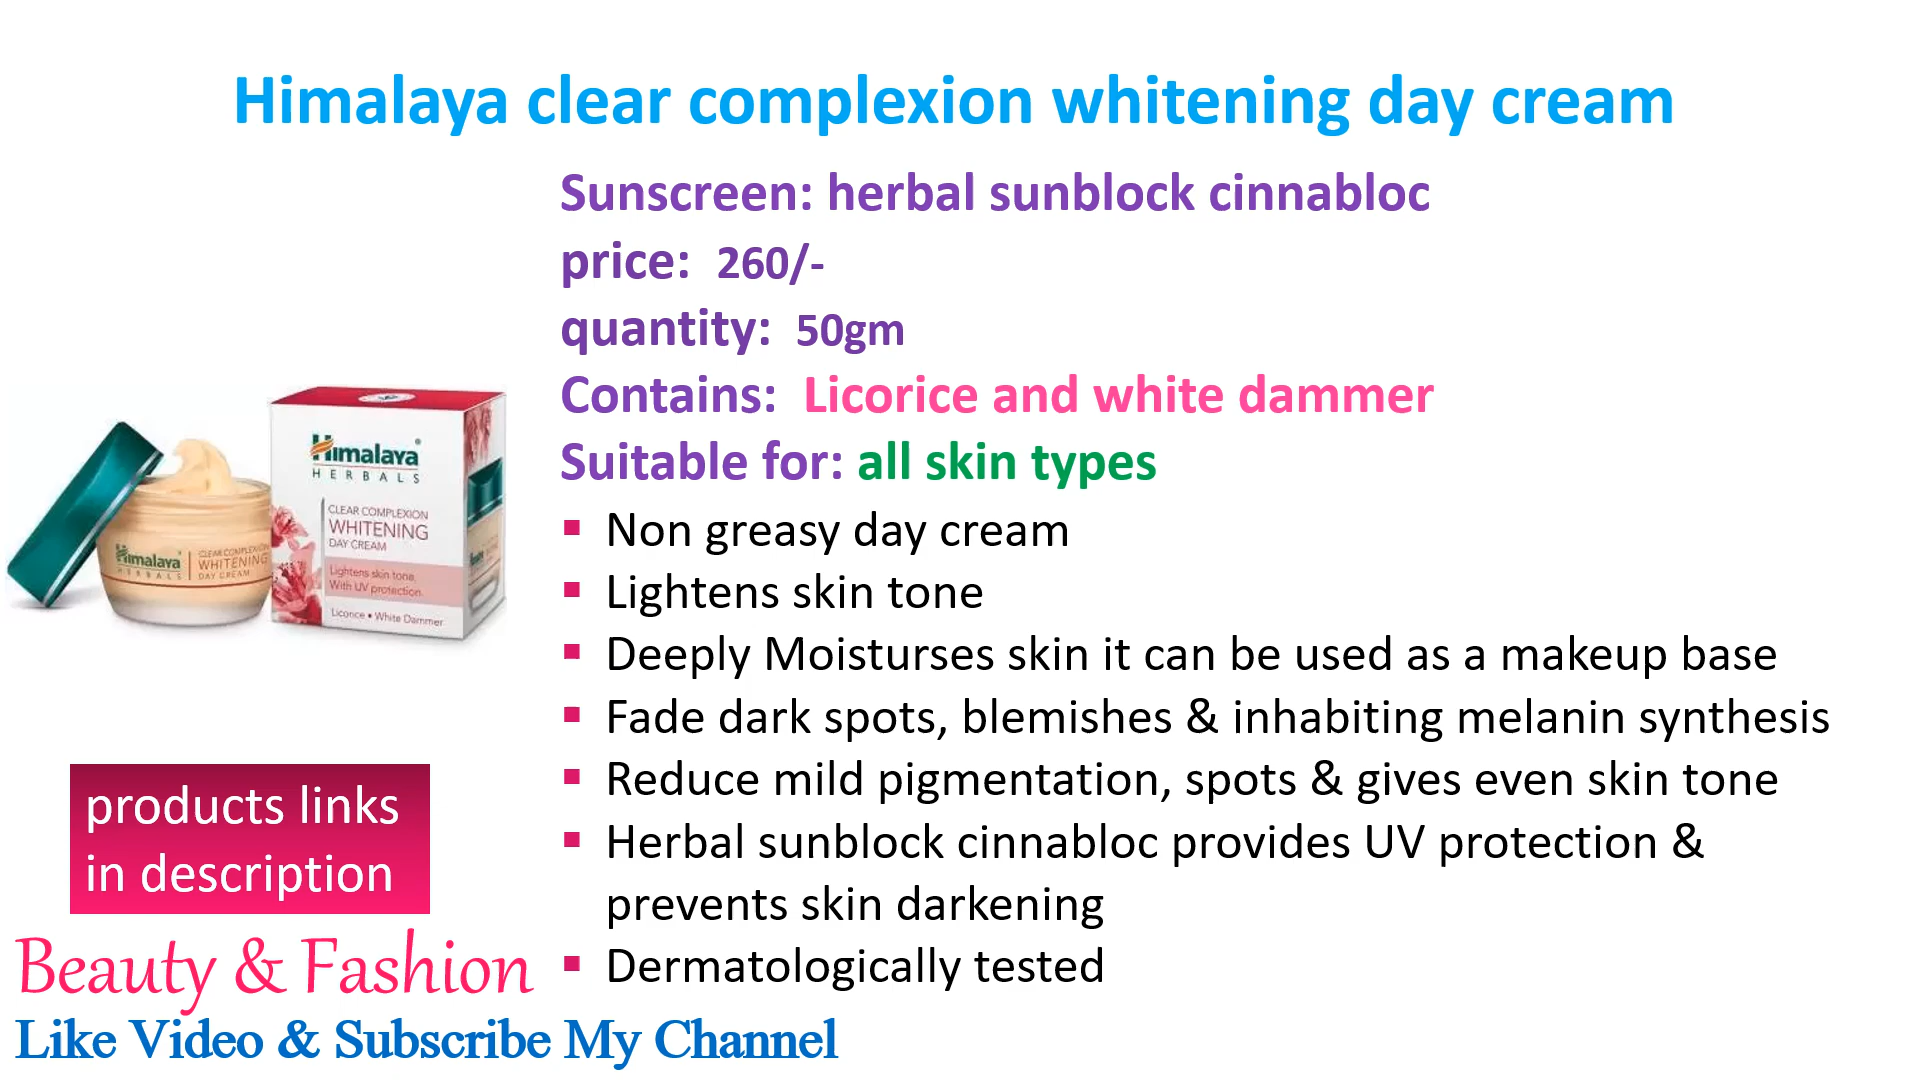 Himalaya clear complexion whitening day cream
Sunscreen: herbal sunblock cinnabloc
price: 260/-
quantity: 50gm
Contains: Licorice and white dammer
Suitable for: all skin types
Non greasy day cream
Lightens skin tone
Deeply Moisturses skin it can be used as a makeup base
Fade dark spots, blemishes & inhabiting melanin synthesis
Reduce mild pigmentation, spots & gives even skin tone
Herbal sunblock cinnabloc provides UV protection &
prevents skin darkening
Dermatologically tested
Himalaya
HERBALS
CLEAR COMPLEXION
WHITENING
DAY CREAM
Lightens skin tone.
With UV protection.
Licorice • White Dammer
Himalaya
HERBALS
CLEAR COMPLEXION
WHITENING
DAY CREAM
products links
in description
Beauty & Fashion
Like Video & Subscribe My Channel